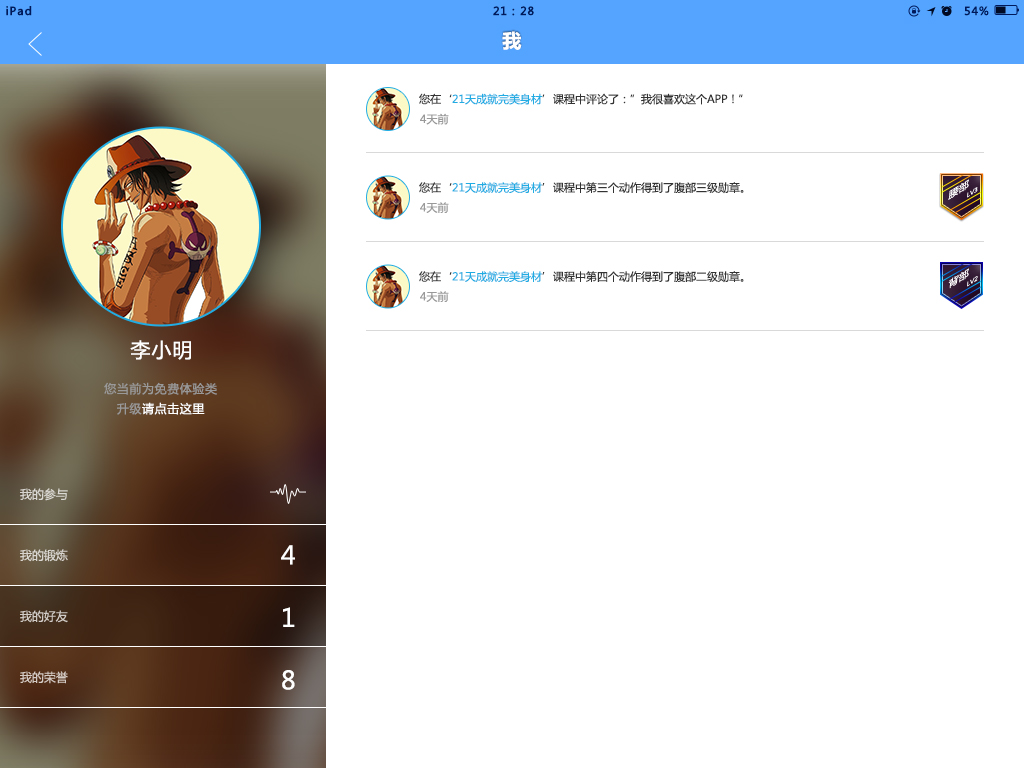 iPad
21：28
54%
我
李小明
您当前为免费体验类
升级请点击这里
我的参与
我的锻炼
4
我的好友
1
我的荣誉
8
您在‘21天成就完美身材’课程中评论了：”我很喜欢这个APP！”
4天前
您在‘21天成就完美身材’课程中第三个动作得到了腹部三级勋章。
4天前
腰部
LV3
您在‘21天成就完美身材’课程中第四个动作得到了腹部二级勋章。
4天前
背部
LV2